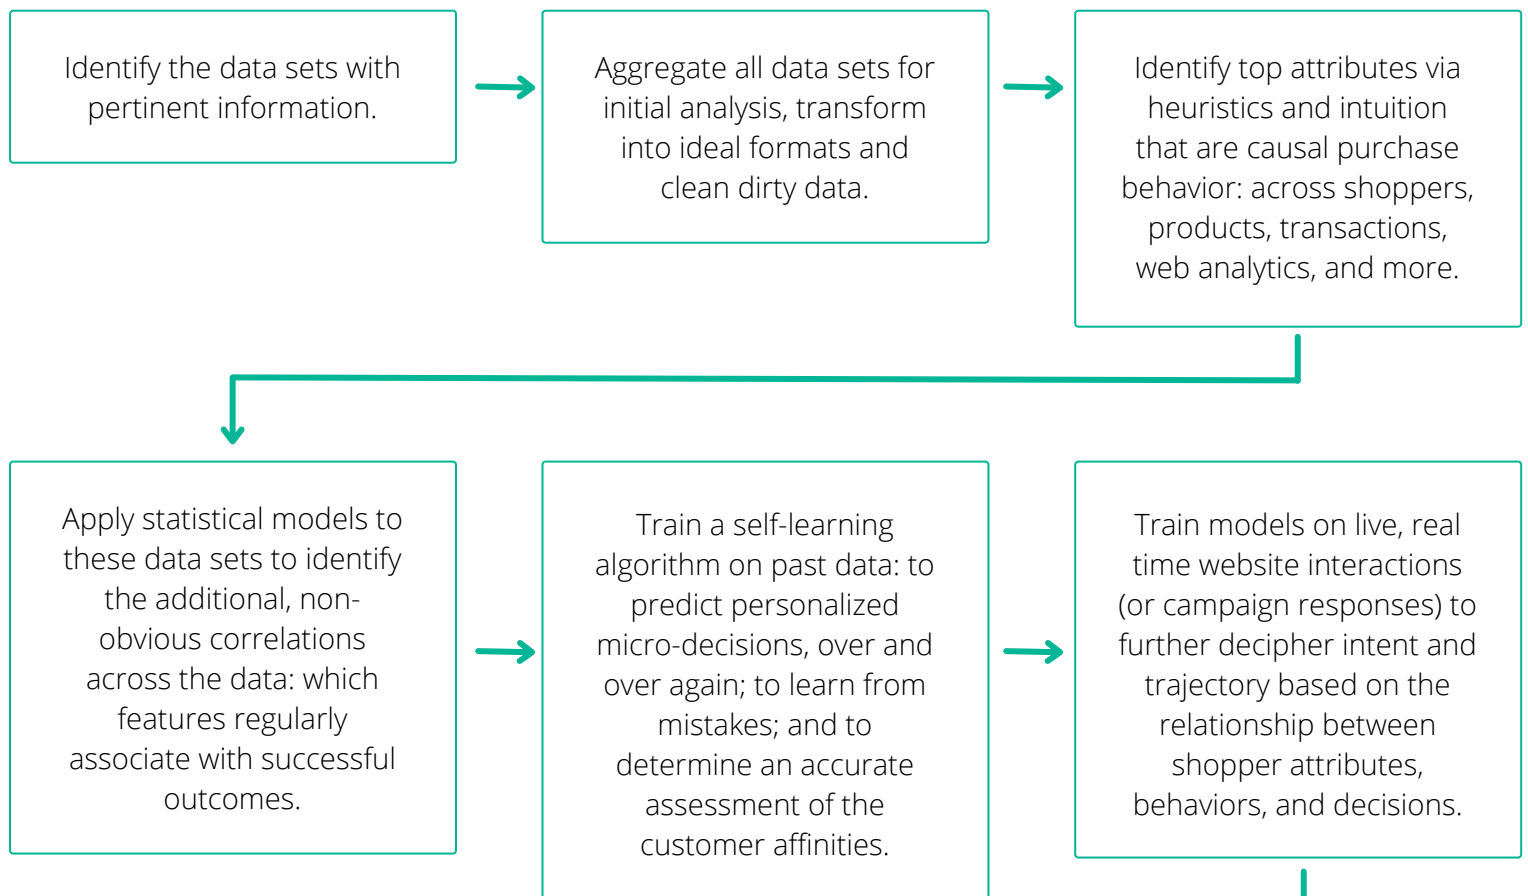 Identify the data sets with
pertinent information.
Aggregate all data sets for
initial analysis, transform
into ideal formats and
clean dirty data.
Identify top attributes via
heuristics and intuition
that are causal purchase
behavior: across shoppers,
products, transactions,
web analytics, and more.
Apply statistical models to
these data sets to identify
the additional, non-
obvious correlations
across the data: which
features regularly
associate with successful
outcomes.
Train a self-learning
algorithm on past data: to
predict personalized
micro-decisions, over and
over again; to learn from
mistakes; and to
determine an accurate
assessment of the
customer affinities.
Train models on live, real
time website interactions
(or campaign responses) to
further decipher intent and
trajectory based on the
relationship between
shopper attributes,
behaviors, and decisions.